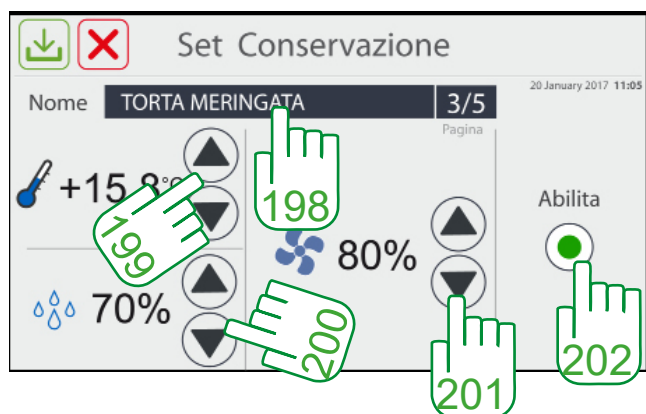 Set Conservazione
20 January 2017 11:05
Nome TORTA MERINGATA 3/5
Pagina
+15.8°C
198
199
Abilita
80%
70%
200
201
202